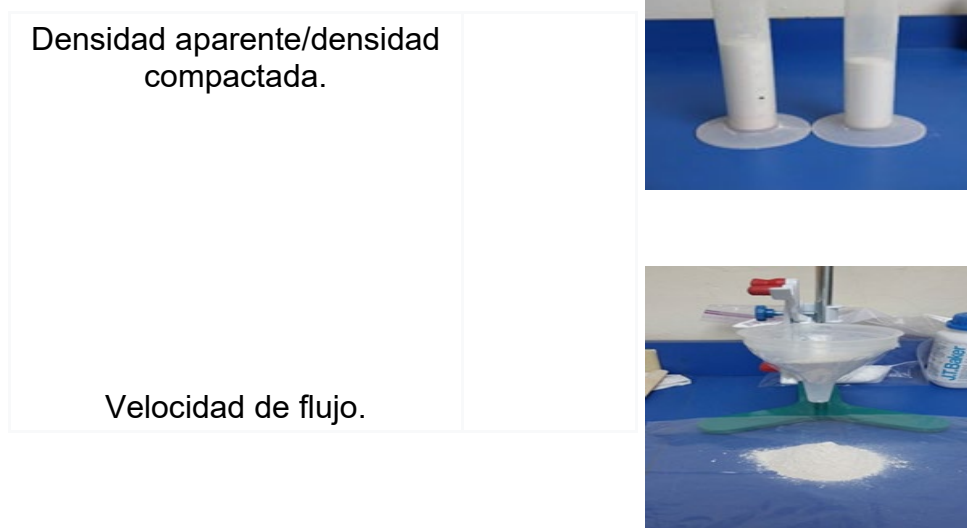 Densidad aparente/densidad
compactada.
Velocidad de flujo.
J.T.Baker